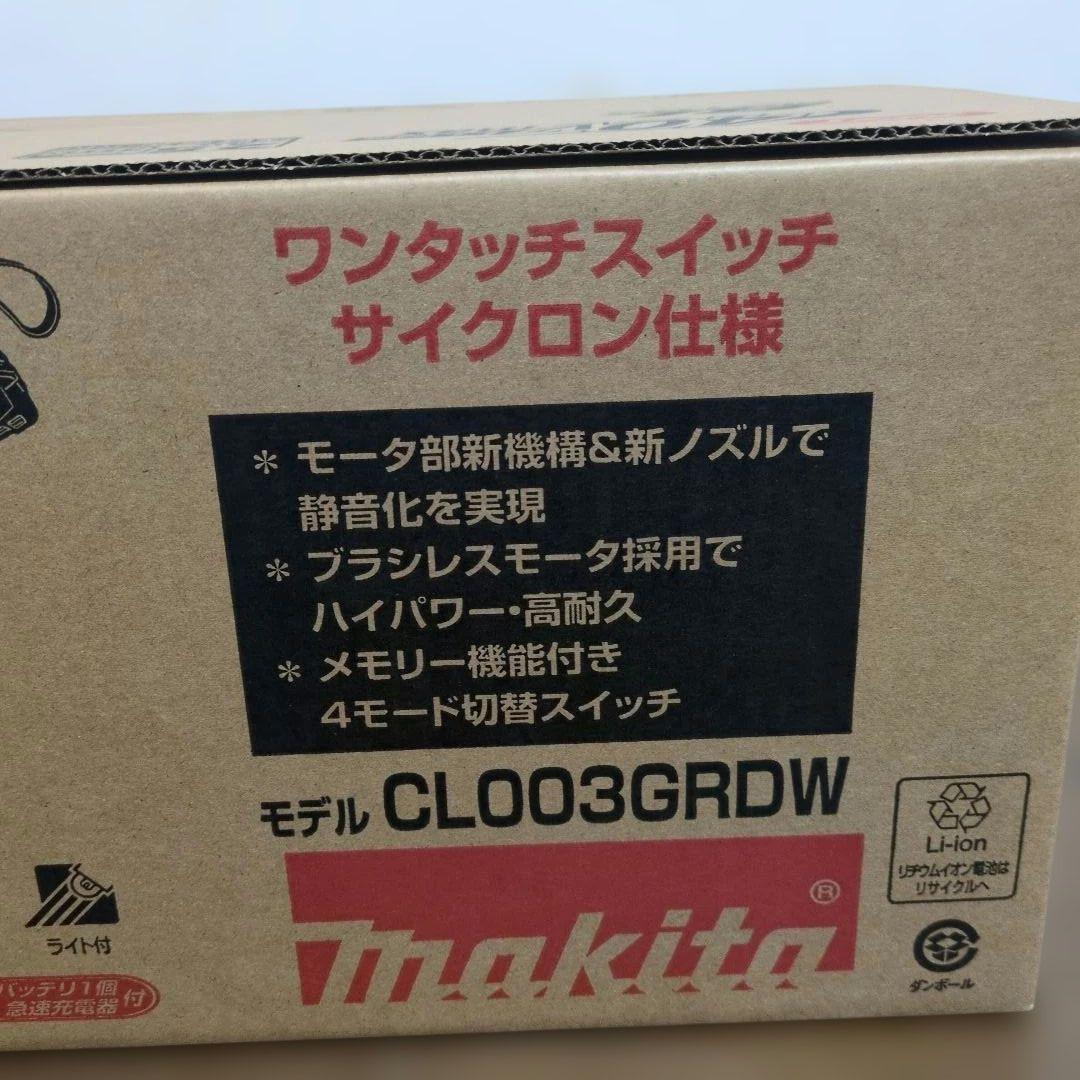 ワンタッチスイッチ
サイクロン仕様
* モータ部新機構&新ノズルで
静音化を実現
* ブラシレスモータ採用で
ハイパワー・高耐久
* メモリー機能付き
4モード切替スイッチ
モデル CL003GRDW
makita®
Li-ion
リチウムイオン電池は
リサイクルへ
ダンボール
ライト付
バッテリ1個
急速充電器付